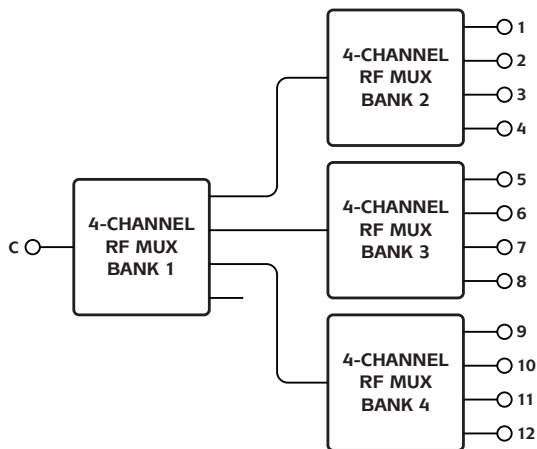 C
4-CHANNEL
RF MUX
BANK 1
4-CHANNEL
RF MUX
BANK 2
1
2
3
4
4-CHANNEL
RF MUX
BANK 3
5
6
7
8
4-CHANNEL
RF MUX
BANK 4
9
10
11
12